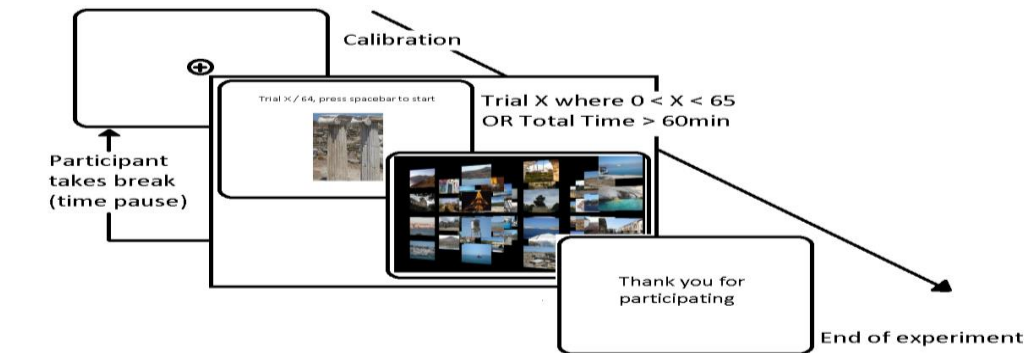 Calibration
Trial X / 64, press spacebar to start
Trial X where 0 < X < 65
OR Total Time > 60min
Participant
takes break
(time pause)
Thank you for
participating
End of experiment